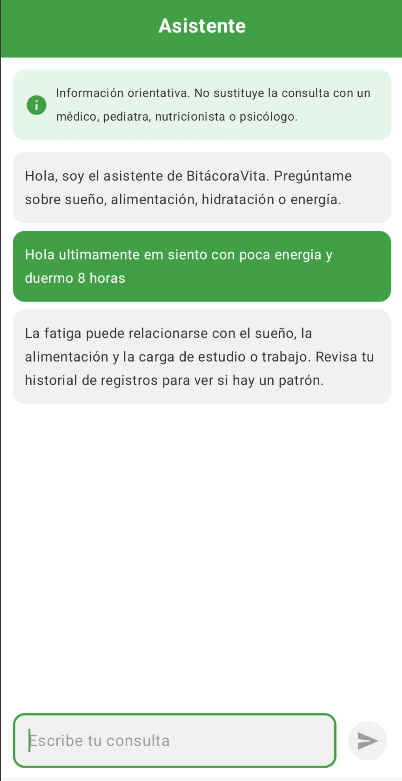 Asistente
Información orientativa. No sustituye la consulta con un
médico, pediatra, nutricionista o psicólogo.
Hola, soy el asistente de BitácoraVita. Pregúntame
sobre sueño, alimentación, hidratación o energía.
Hola ultimamente em siento con poca energia y
duermo 8 horas
La fatiga puede relacionarse con el sueño, la
alimentación y la carga de estudio o trabajo. Revisa tu
historial de registros para ver si hay un patrón.
Escribe tu consulta